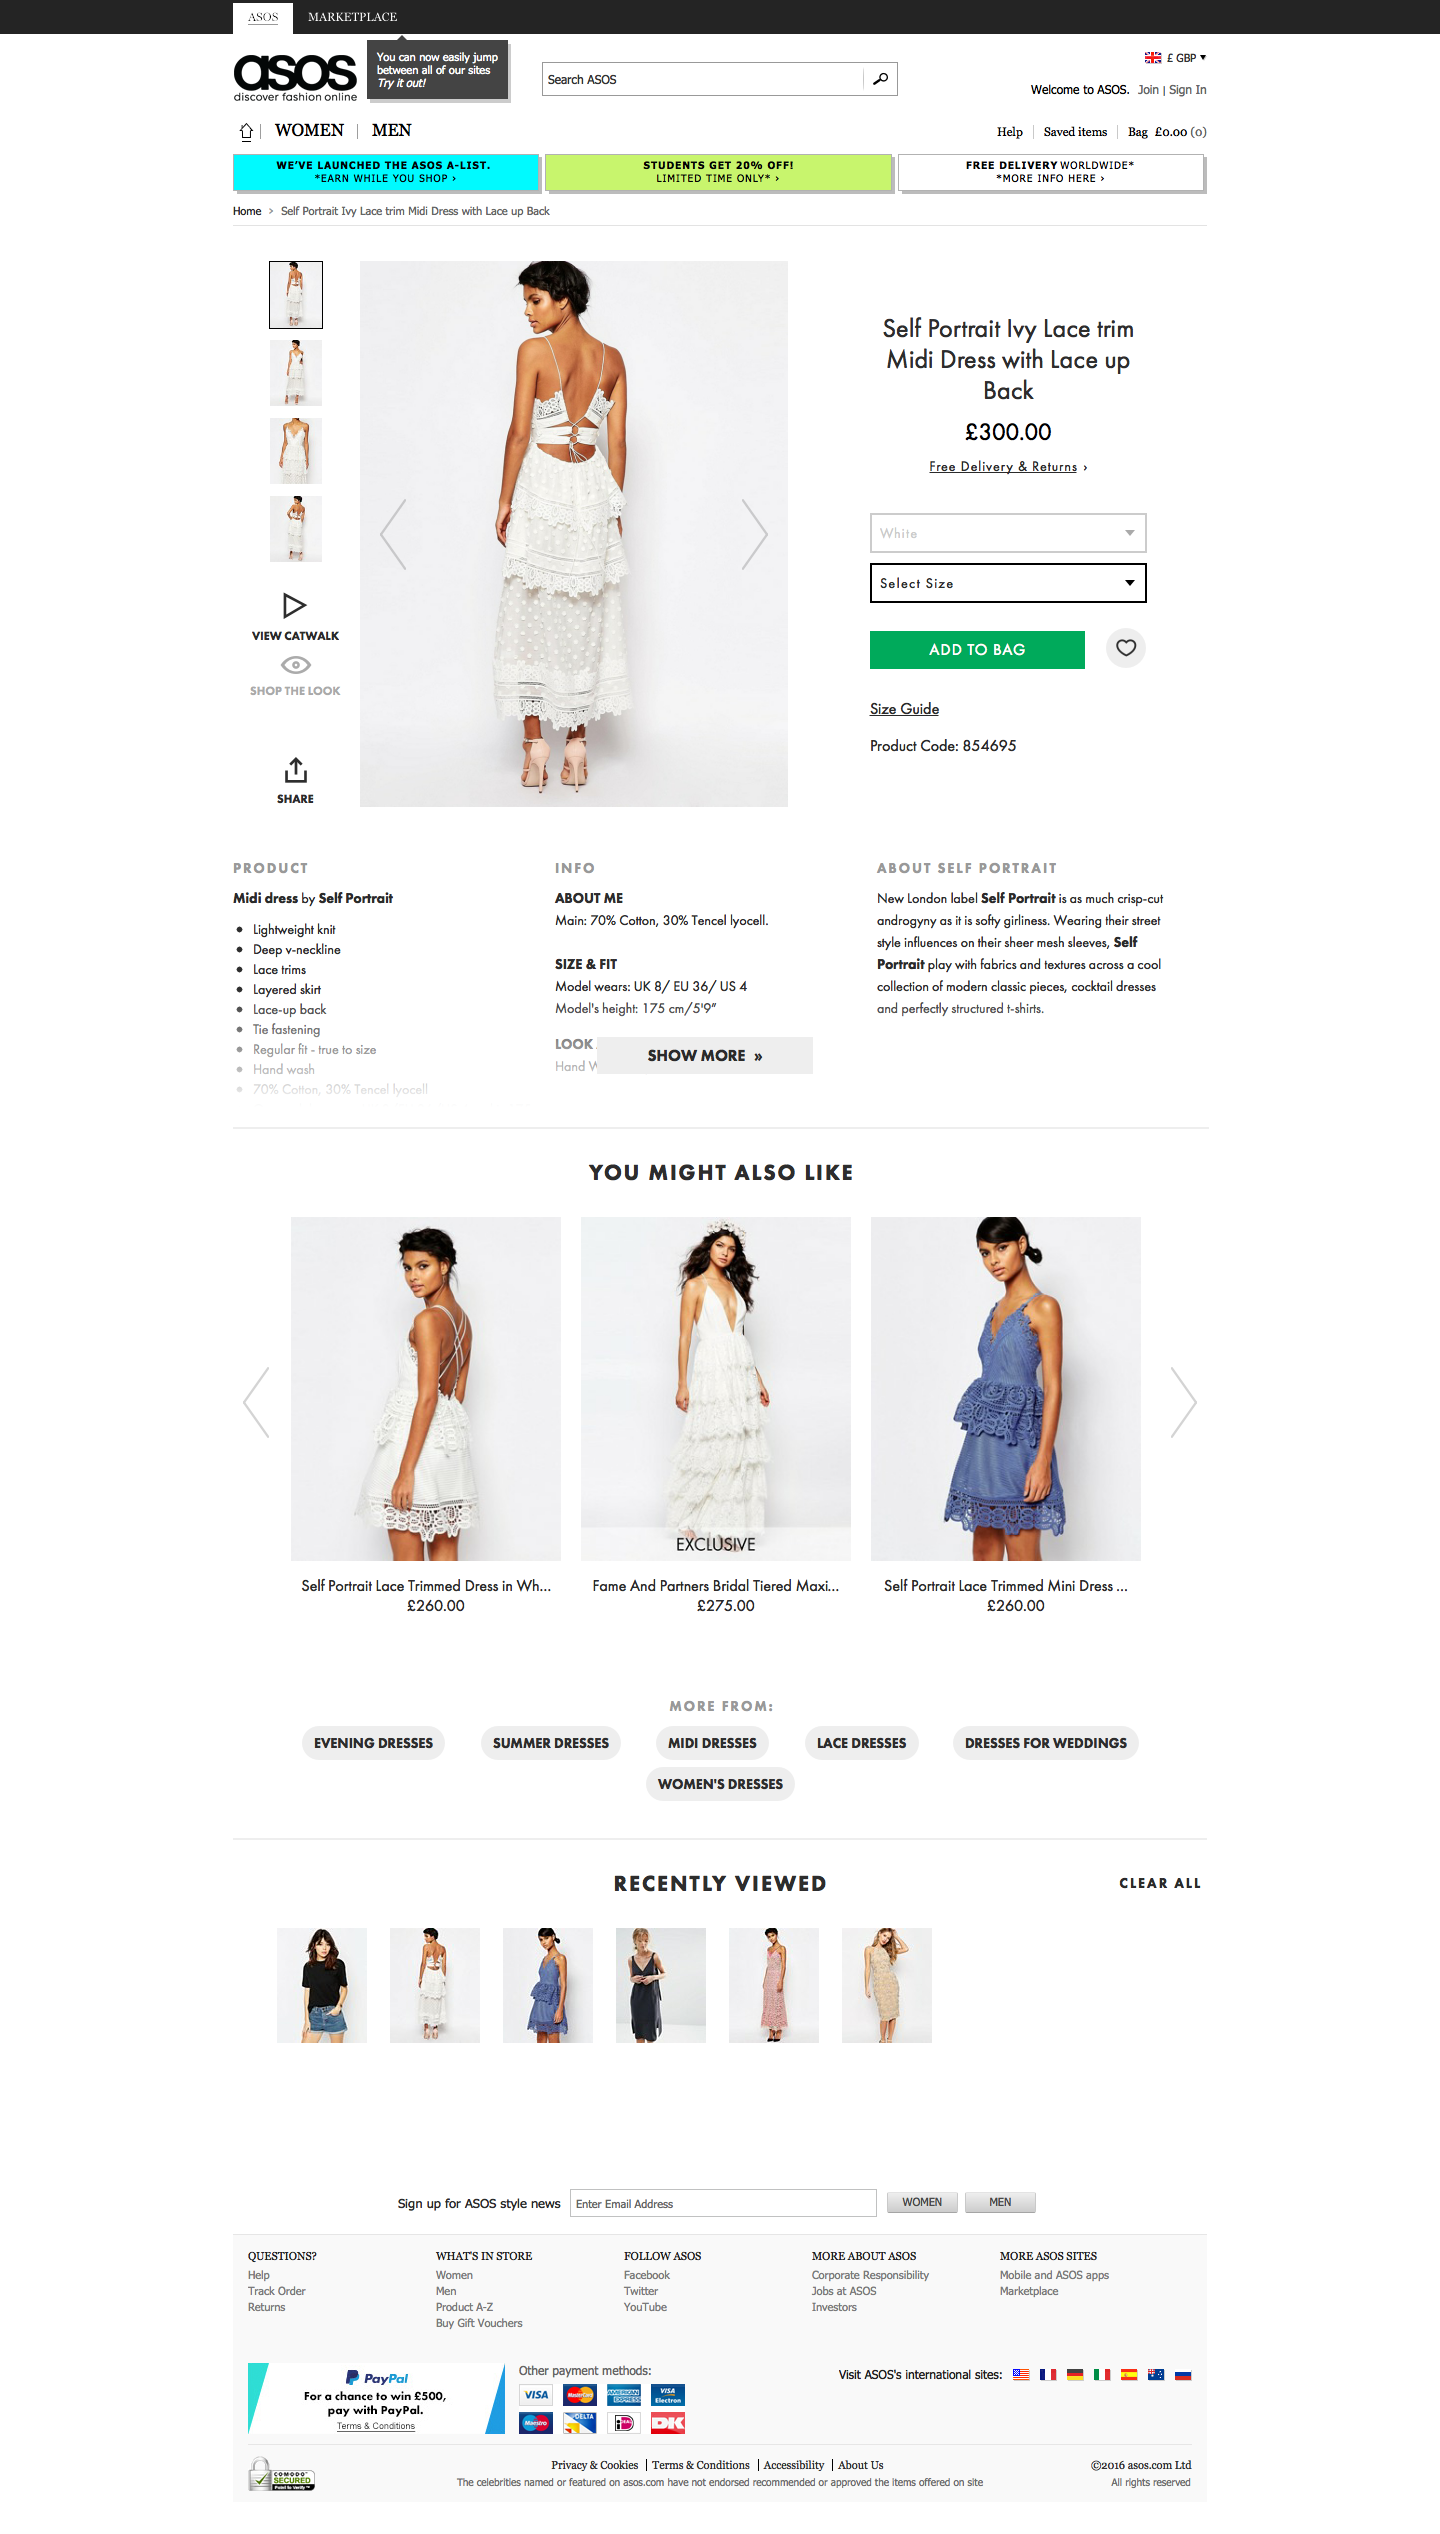 ASOS
MARKETPLACE
asos
discover fashion online
You can now easily jump
between all of our sites
Try it out!
Search ASOS
£ GBP
Welcome to ASOS. Join | Sign In
WOMEN
MEN
Help
Saved items
Bag £0.00 (0)
WE'VE LAUNCHED THE ASOS A-LIST.
*EARN WHILE YOU SHOP ›
STUDENTS GET 20% OFF!
LIMITED TIME ONLY* ›
FREE DELIVERY WORLDWIDE*
*MORE INFO HERE ›
Home › Self Portrait Ivy Lace trim Midi Dress with Lace up Back
VIEW CATWALK
SHOP THE LOOK
SHARE
Self Portrait Ivy Lace trim
Midi Dress with Lace up
Back
£300.00
Free Delivery & Returns ›
White
Select Size
ADD TO BAG
Size Guide
Product Code: 854695
PRODUCT
Midi dress by Self Portrait
Lightweight knit
Deep v-neckline
Lace trims
Layered skirt
Lace-up back
Tie fastening
Regular fit - true to size
Hand wash
70% Cotton, 30% Tencel lyocell
INFO
ABOUT ME
Main: 70% Cotton, 30% Tencel lyocell.
SIZE & FIT
Model wears: UK 8/ EU 36/ US 4
Model's height: 175 cm/5'9"
LOOK
Hand W
SHOW MORE »
ABOUT SELF PORTRAIT
New London label Self Portrait is as much crisp-cut
androgyny as it is softy girliness. Wearing their street
style influences on their sheer mesh sleeves, Self
Portrait play with fabrics and textures across a cool
collection of modern classic pieces, cocktail dresses
and perfectly structured t-shirts.
YOU MIGHT ALSO LIKE
EXCLUSIVE
Self Portrait Lace Trimmed Dress in Wh...
£260.00
Fame And Partners Bridal Tiered Maxi...
£275.00
Self Portrait Lace Trimmed Mini Dress ...
£260.00
MORE FROM:
EVENING DRESSES
SUMMER DRESSES
MIDI DRESSES
LACE DRESSES
DRESSES FOR WEDDINGS
WOMEN'S DRESSES
RECENTLY VIEWED
CLEAR ALL
Sign up for ASOS style news
Enter Email Address
WOMEN
MEN
QUESTIONS?
Help
Track Order
Returns
WHAT'S IN STORE
Women
Men
Product A-Z
Buy Gift Vouchers
FOLLOW ASOS
Facebook
Twitter
YouTube
MORE ABOUT ASOS
Corporate Responsibility
Jobs at ASOS
Investors
MORE ASOS SITES
Mobile and ASOS apps
Marketplace
PayPal
For a chance to win £500,
pay with PayPal.
Terms & Conditions
Other payment methods:
VISA
MasterCard
AMERICAN EXPRESS
VISA Electron
Maestro
DELTA
iD
DK
Visit ASOS's international sites:
COMODO
SECURED
Privacy & Cookies | Terms & Conditions | Accessibility | About Us
The celebrities named or featured on asos.com have not endorsed recommended or approved the items offered on site
©2016 asos.com Ltd
All rights reserved